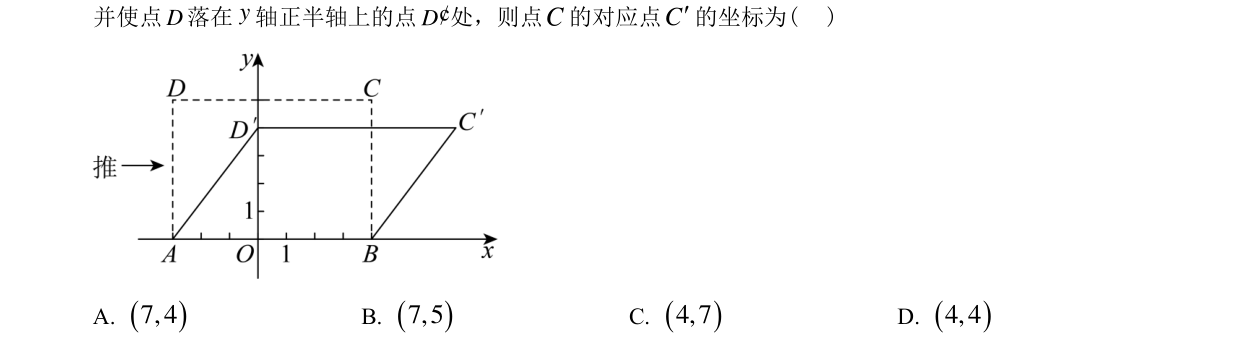 并使点D落在y轴正半轴上的点D¢处，则点C的对应点C′的坐标为(  )
y
D
C
D′
C′
推
1
A
O
1
B
x
A. (7,4)
B. (7,5)
C. (4,7)
D. (4,4)